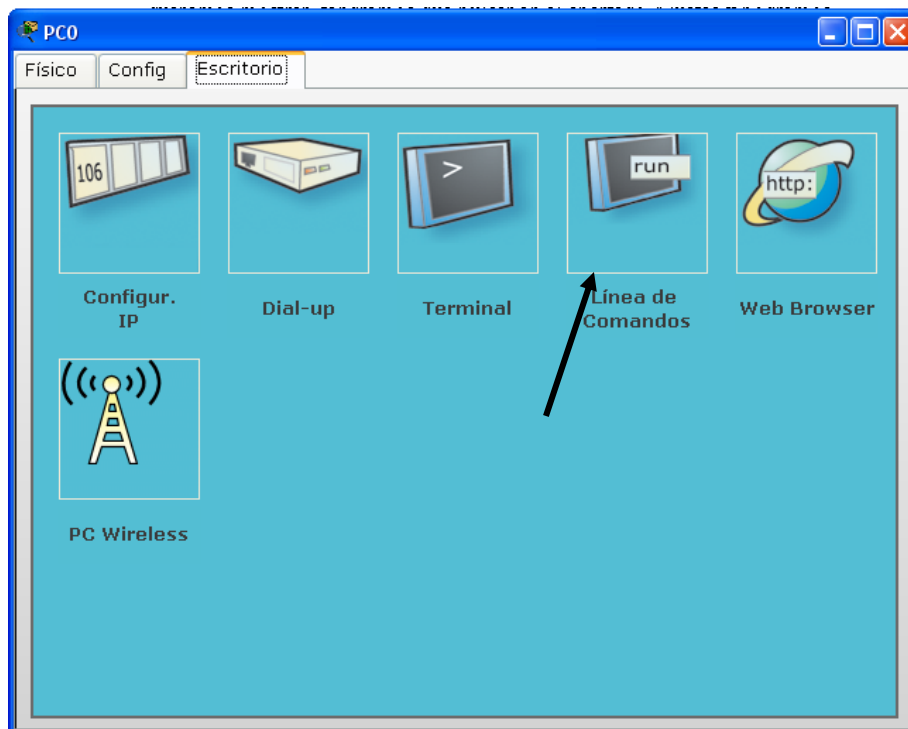 PC0
Físico Config Escritorio
106
>
run
http:
Configur.
IP
Dial-up
Terminal
Línea de
Comandos
Web Browser
PC Wireless